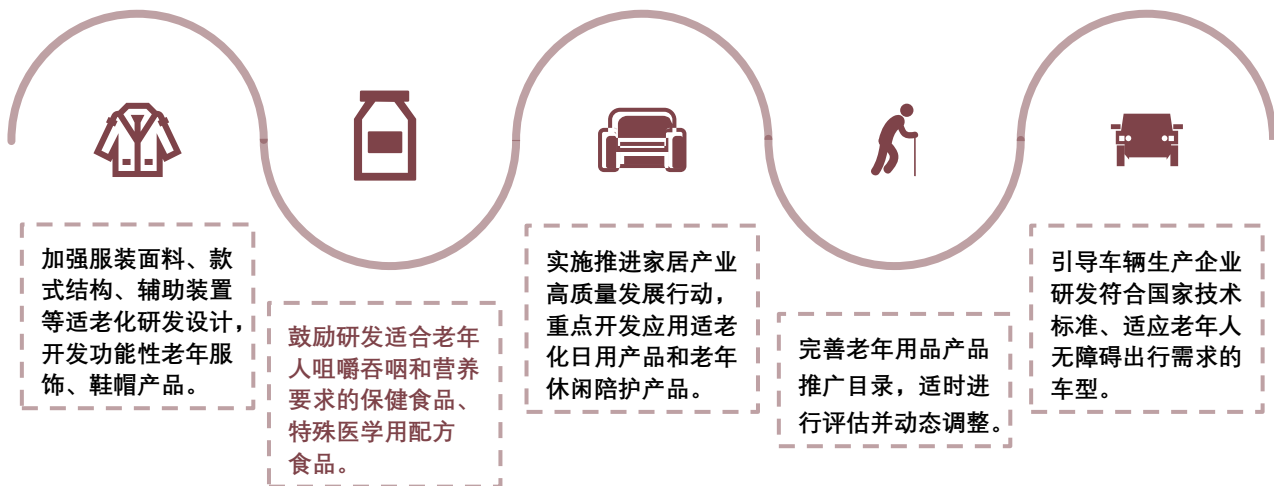 加强服装面料、款
式结构、辅助装置
等适老化研发设计，
开发功能性老年服
饰、鞋帽产品。
鼓励研发适合老年
人咀嚼吞咽和营养
要求的保健食品、
特殊医学用配方
食品。
实施推进家居产业
高质量发展行动，
重点开发应用适老
化日用产品和老年
休闲陪护产品。
完善老年用品产品
推广目录，适时进
行评估并动态调整。
引导车辆生产企业
研发符合国家技术
标准、适应老年人
无障碍出行需求的
车型。